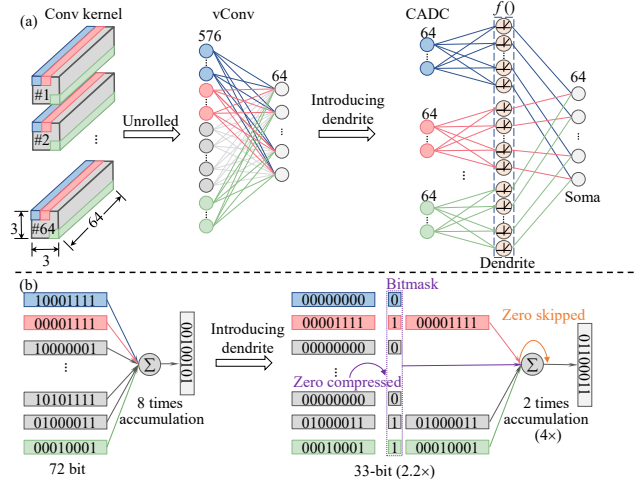 (a)
Conv kernel
#1
#2
⋮
#64
3
3
64
Unrolled
vConv
576
64
Introducing
dendrite
CADC
f()
64
64
64
64
Soma
Dendrite
(b)
10001111
00001111
10000001
10101111
01000011
00010001
72 bit
Σ
8 times
accumulation
00100101
Introducing
dendrite
Bitmask
00000000 0
00001111 1 00001111
00000000 0
Zero compressed
00000000 0
01000011 1 01000011
00010001 1 00010001
33-bit (2.2×)
Zero skipped
Σ
2 times
accumulation
(4×)
01100011